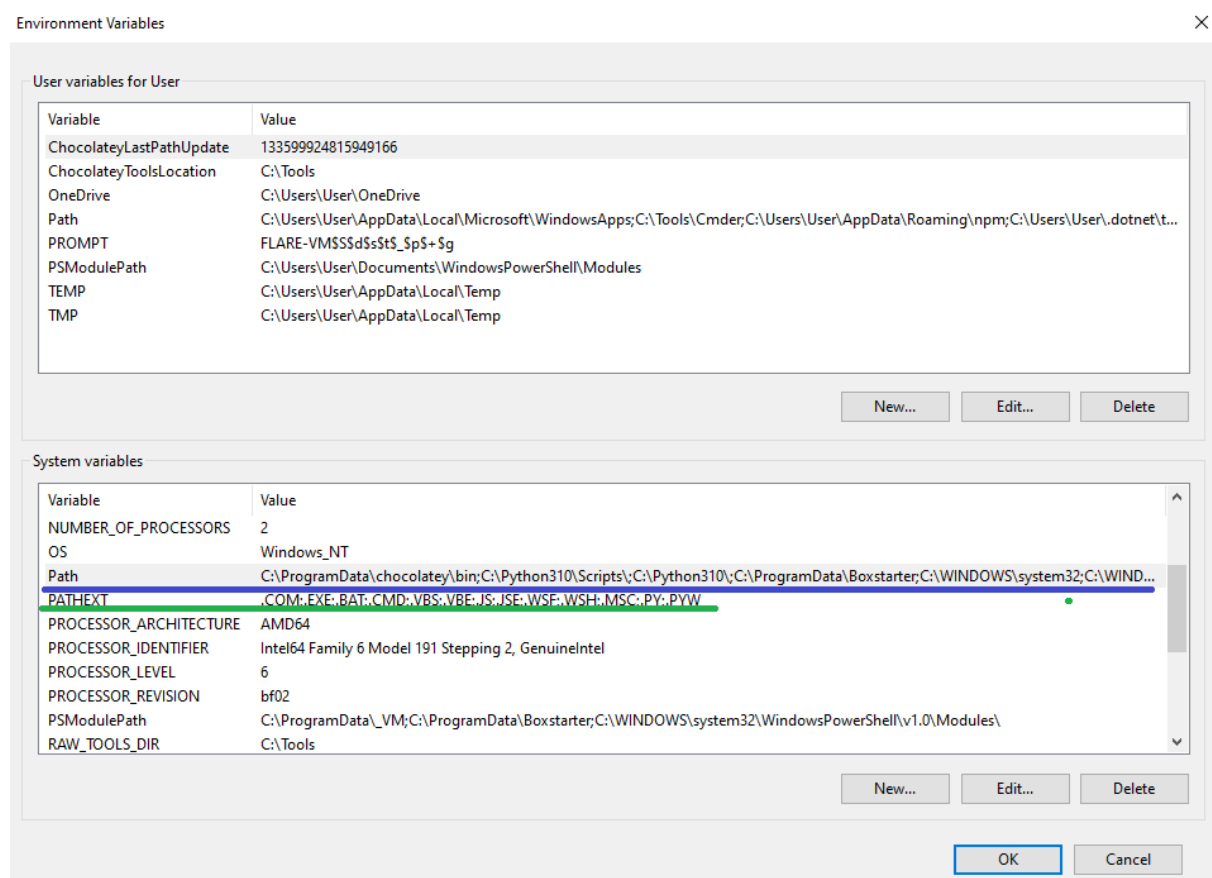 Environment Variables
User variables for User
Variable Value
ChocolateyLastPathUpdate 133599924815949166
ChocolateyToolsLocation C:\Tools
OneDrive C:\Users\User\OneDrive
Path C:\Users\User\AppData\Local\Microsoft\WindowsApps;C:\Tools\Cmder;C:\Users\User\AppData\Roaming\npm;C:\Users\User\.dotnet\t...
PROMPT FLARE-VM$S$d$s$t$_$p$+$g
PSModulePath C:\Users\User\Documents\WindowsPowerShell\Modules
TEMP C:\Users\User\AppData\Local\Temp
TMP C:\Users\User\AppData\Local\Temp
New... Edit... Delete
System variables
Variable Value
NUMBER_OF_PROCESSORS 2
OS Windows_NT
Path C:\ProgramData\chocolatey\bin;C:\Python310\Scripts\;C:\Python310\;C:\ProgramData\Boxstarter;C:\WINDOWS\system32;C:\WIND...
PATHEXT .COM;.EXE;.BAT;.CMD;.VBS;.VBE;.JS;.JSE;.WSF;.WSH;.MSC;.PY;.PYW
PROCESSOR_ARCHITECTURE AMD64
PROCESSOR_IDENTIFIER Intel64 Family 6 Model 191 Stepping 2, GenuineIntel
PROCESSOR_LEVEL 6
PROCESSOR_REVISION bf02
PSModulePath C:\ProgramData\_VM;C:\ProgramData\Boxstarter;C:\WINDOWS\system32\WindowsPowerShell\v1.0\Modules\
RAW_TOOLS_DIR C:\Tools
New... Edit... Delete
OK Cancel